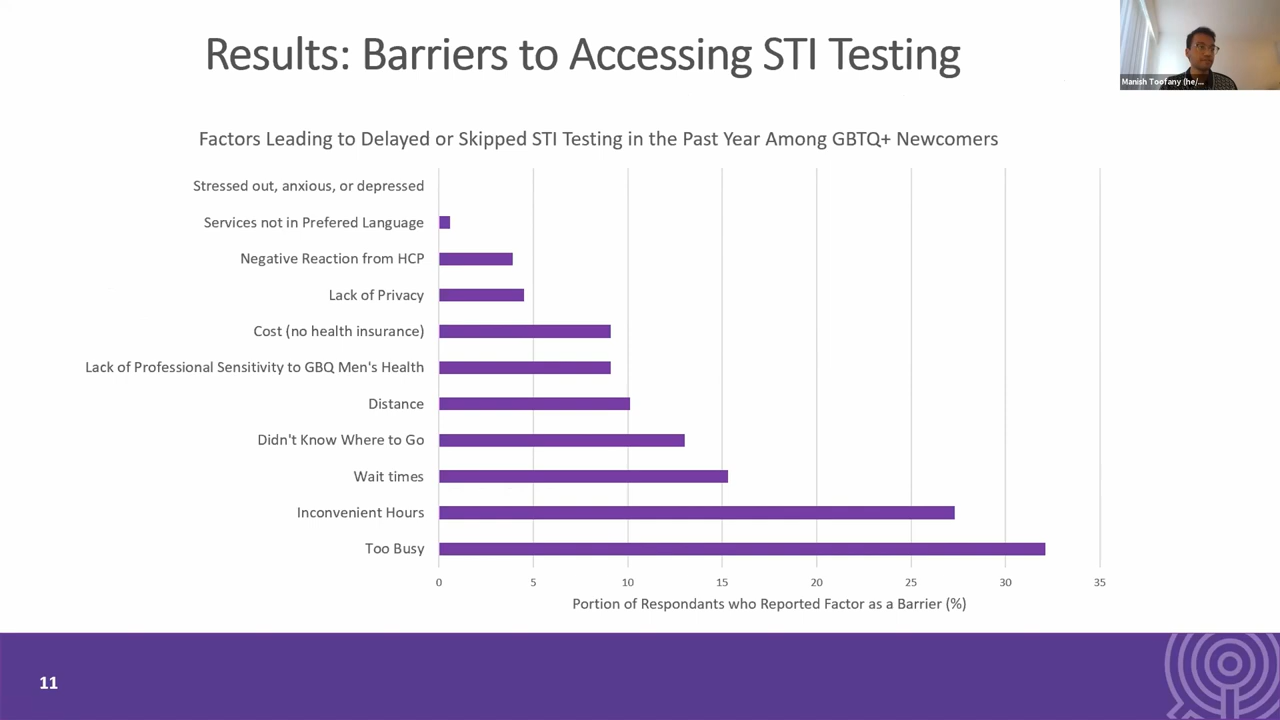 Results: Barriers to Accessing STI Testing
Manish Toofany (he/...
Factors Leading to Delayed or Skipped STI Testing in the Past Year Among GBTQ+ Newcomers
Stressed out, anxious, or depressed
Services not in Prefered Language
Negative Reaction from HCP
Lack of Privacy
Cost (no health insurance)
Lack of Professional Sensitivity to GBQ Men's Health
Distance
Didn't Know Where to Go
Wait times
Inconvenient Hours
Too Busy
0 5 10 15 20 25 30 35
Portion of Respondants who Reported Factor as a Barrier (%)
11